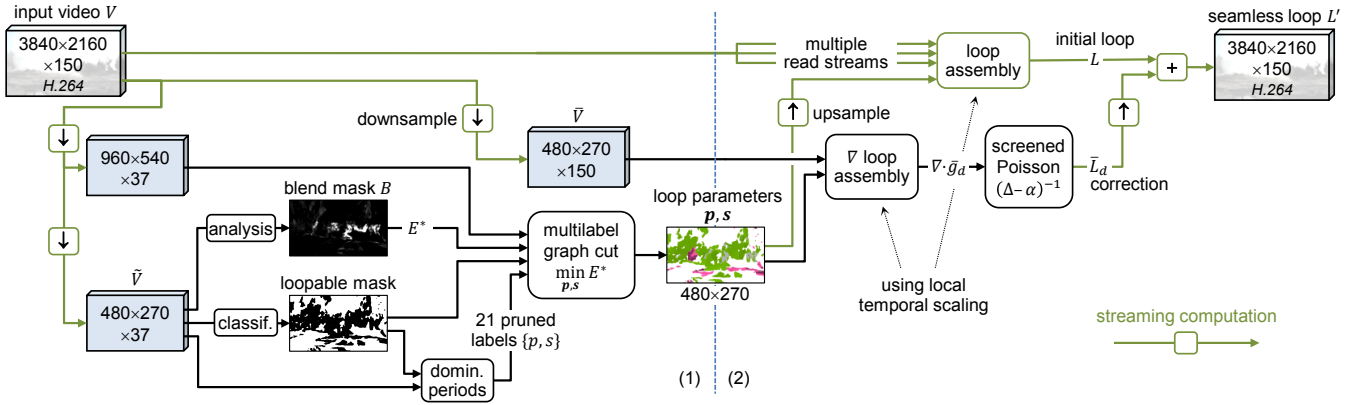 input video V
3840×2160
×150
H.264
960×540
×37
Ṽ
480×270
×37
downsample
V̄
480×270
×150
analysis
blend mask B
E*
classif.
loopable mask
domin.
periods
21 pruned
labels {p, s}
multilabel
graph cut
min E*
p,s
loop parameters
p, s
480×270
(1)
(2)
multiple
read streams
upsample
loop
assembly
∇ loop
assembly
∇·ḡ_d
using local
temporal scaling
screened
Poisson
(Δ−α)⁻¹
L̄_d
correction
initial loop
L
+
seamless loop L′
3840×2160
×150
H.264
streaming computation